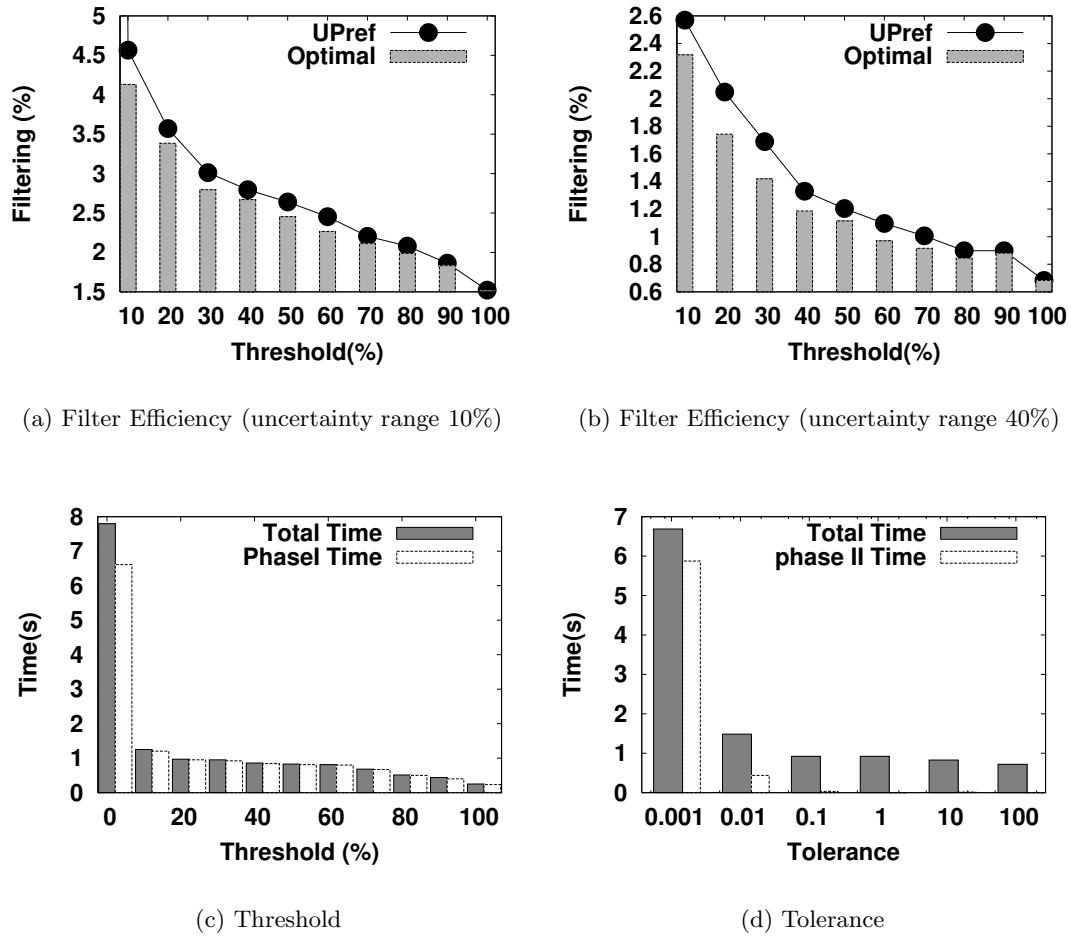 UPref
Optimal
5
4.5
4
3.5
3
2.5
2
1.5
Filtering (%)
10 20 30 40 50 60 70 80 90 100
Threshold(%)
(a) Filter Efficiency (uncertainty range 10%)
UPref
Optimal
2.6
2.4
2.2
2
1.8
1.6
1.4
1.2
1
0.8
0.6
Filtering (%)
10 20 30 40 50 60 70 80 90 100
Threshold(%)
(b) Filter Efficiency (uncertainty range 40%)
Total Time
PhaseI Time
8
7
6
5
4
3
2
1
0
Time(s)
0 20 40 60 80 100
Threshold (%)
(c) Threshold
Total Time
phase II Time
7
6
5
4
3
2
1
0
Time(s)
0.001 0.01 0.1 1 10 100
Tolerance
(d) Tolerance